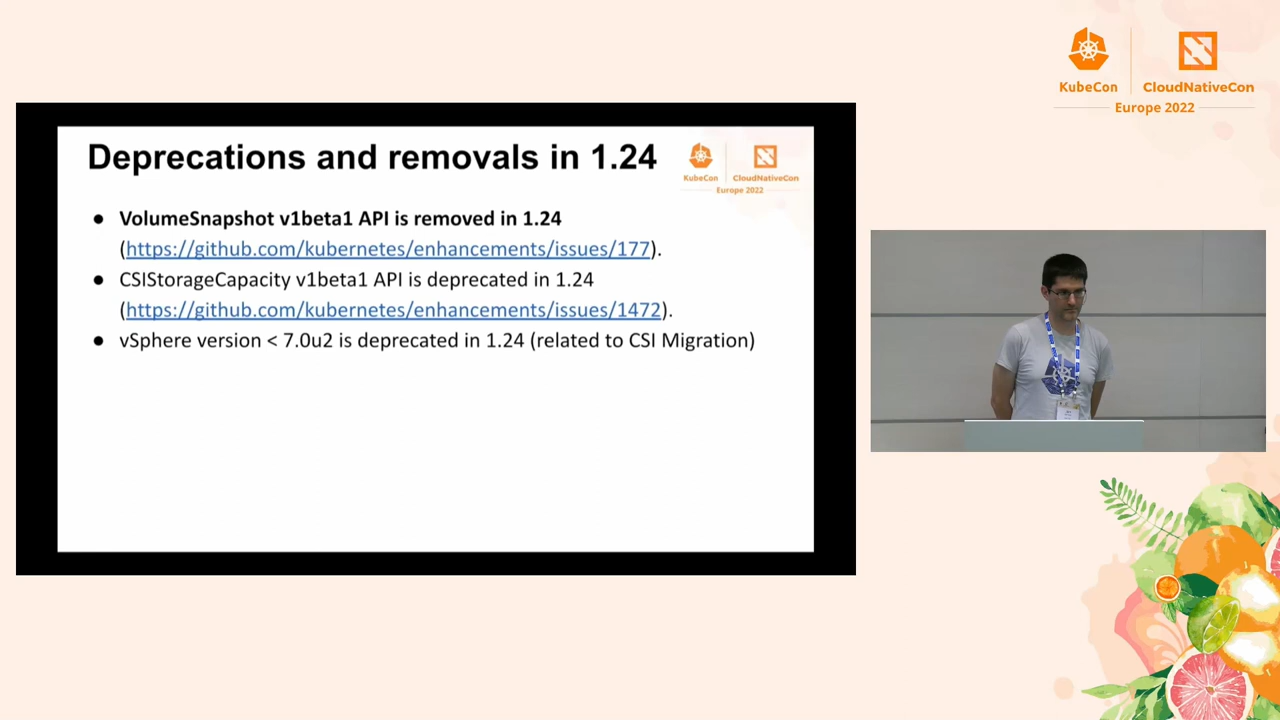 KubeCon
CloudNativeCon
Europe 2022
Deprecations and removals in 1.24
KubeCon
CloudNativeCon
Europe 2022
● VolumeSnapshot v1beta1 API is removed in 1.24
(https://github.com/kubernetes/enhancements/issues/177).
● CSIStorageCapacity v1beta1 API is deprecated in 1.24
(https://github.com/kubernetes/enhancements/issues/1472).
● vSphere version < 7.0u2 is deprecated in 1.24 (related to CSI Migration)